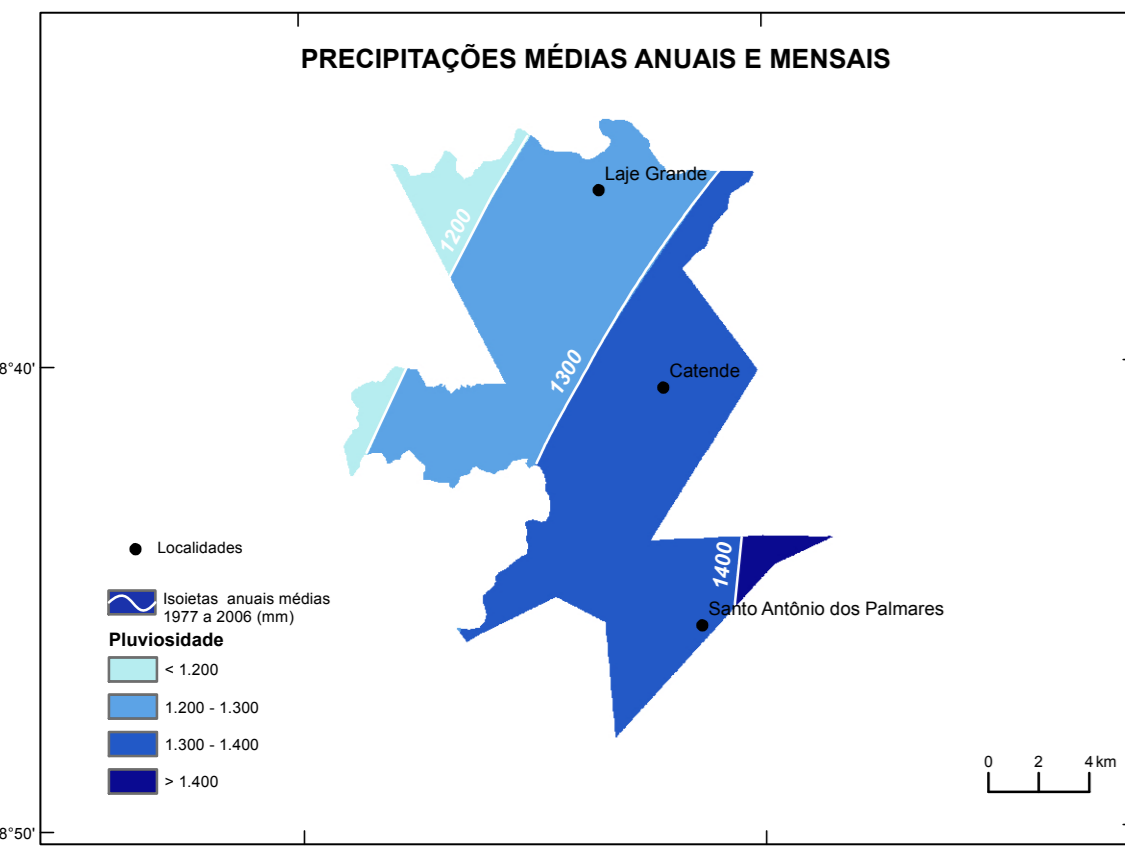 PRECIPITAÇÕES MÉDIAS ANUAIS E MENSAIS
Laje Grande
1200
8°40'
1300
Catende
1400
Santo Antônio dos Palmares
Localidades
Isoietas anuais médias
1977 a 2006 (mm)
Pluviosidade
< 1.200
1.200 - 1.300
1.300 - 1.400
> 1.400
0 2 4 km
8°50'